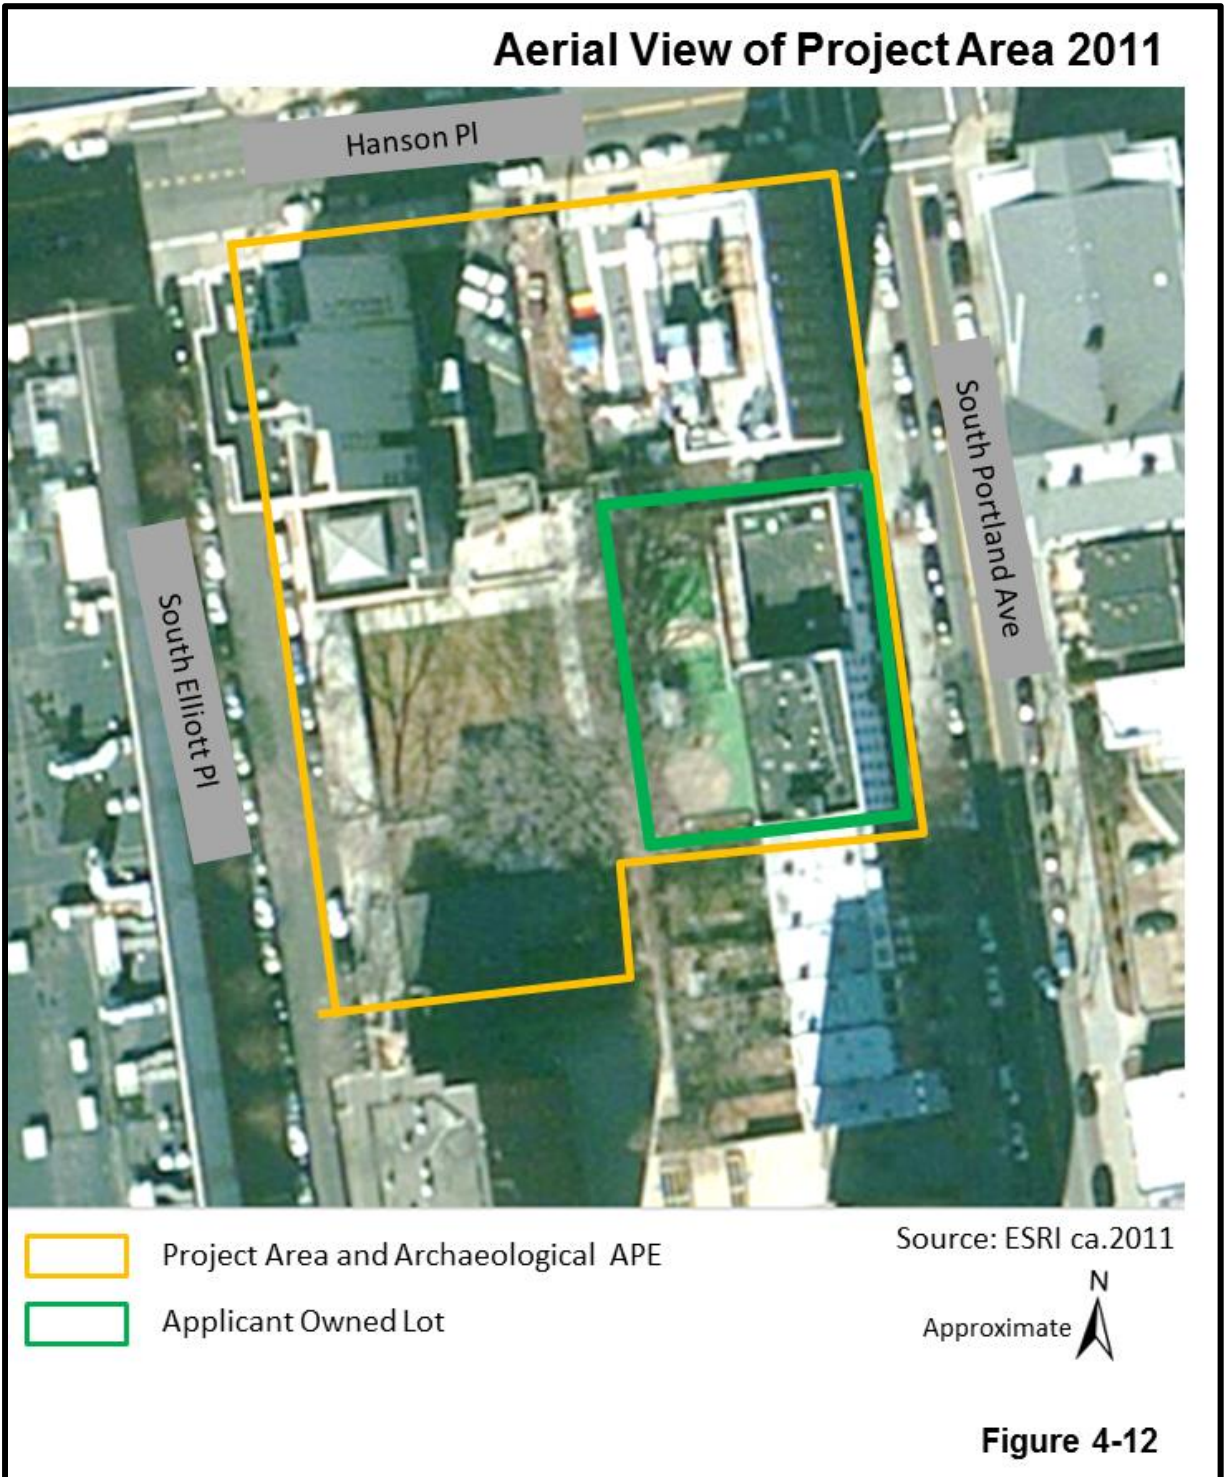 Aerial View of Project Area 2011
Hanson Pl
South Portland Ave
South Elliott Pl
Project Area and Archaeological APE
Applicant Owned Lot
Source: ESRI ca.2011
N
Approximate
Figure 4-12